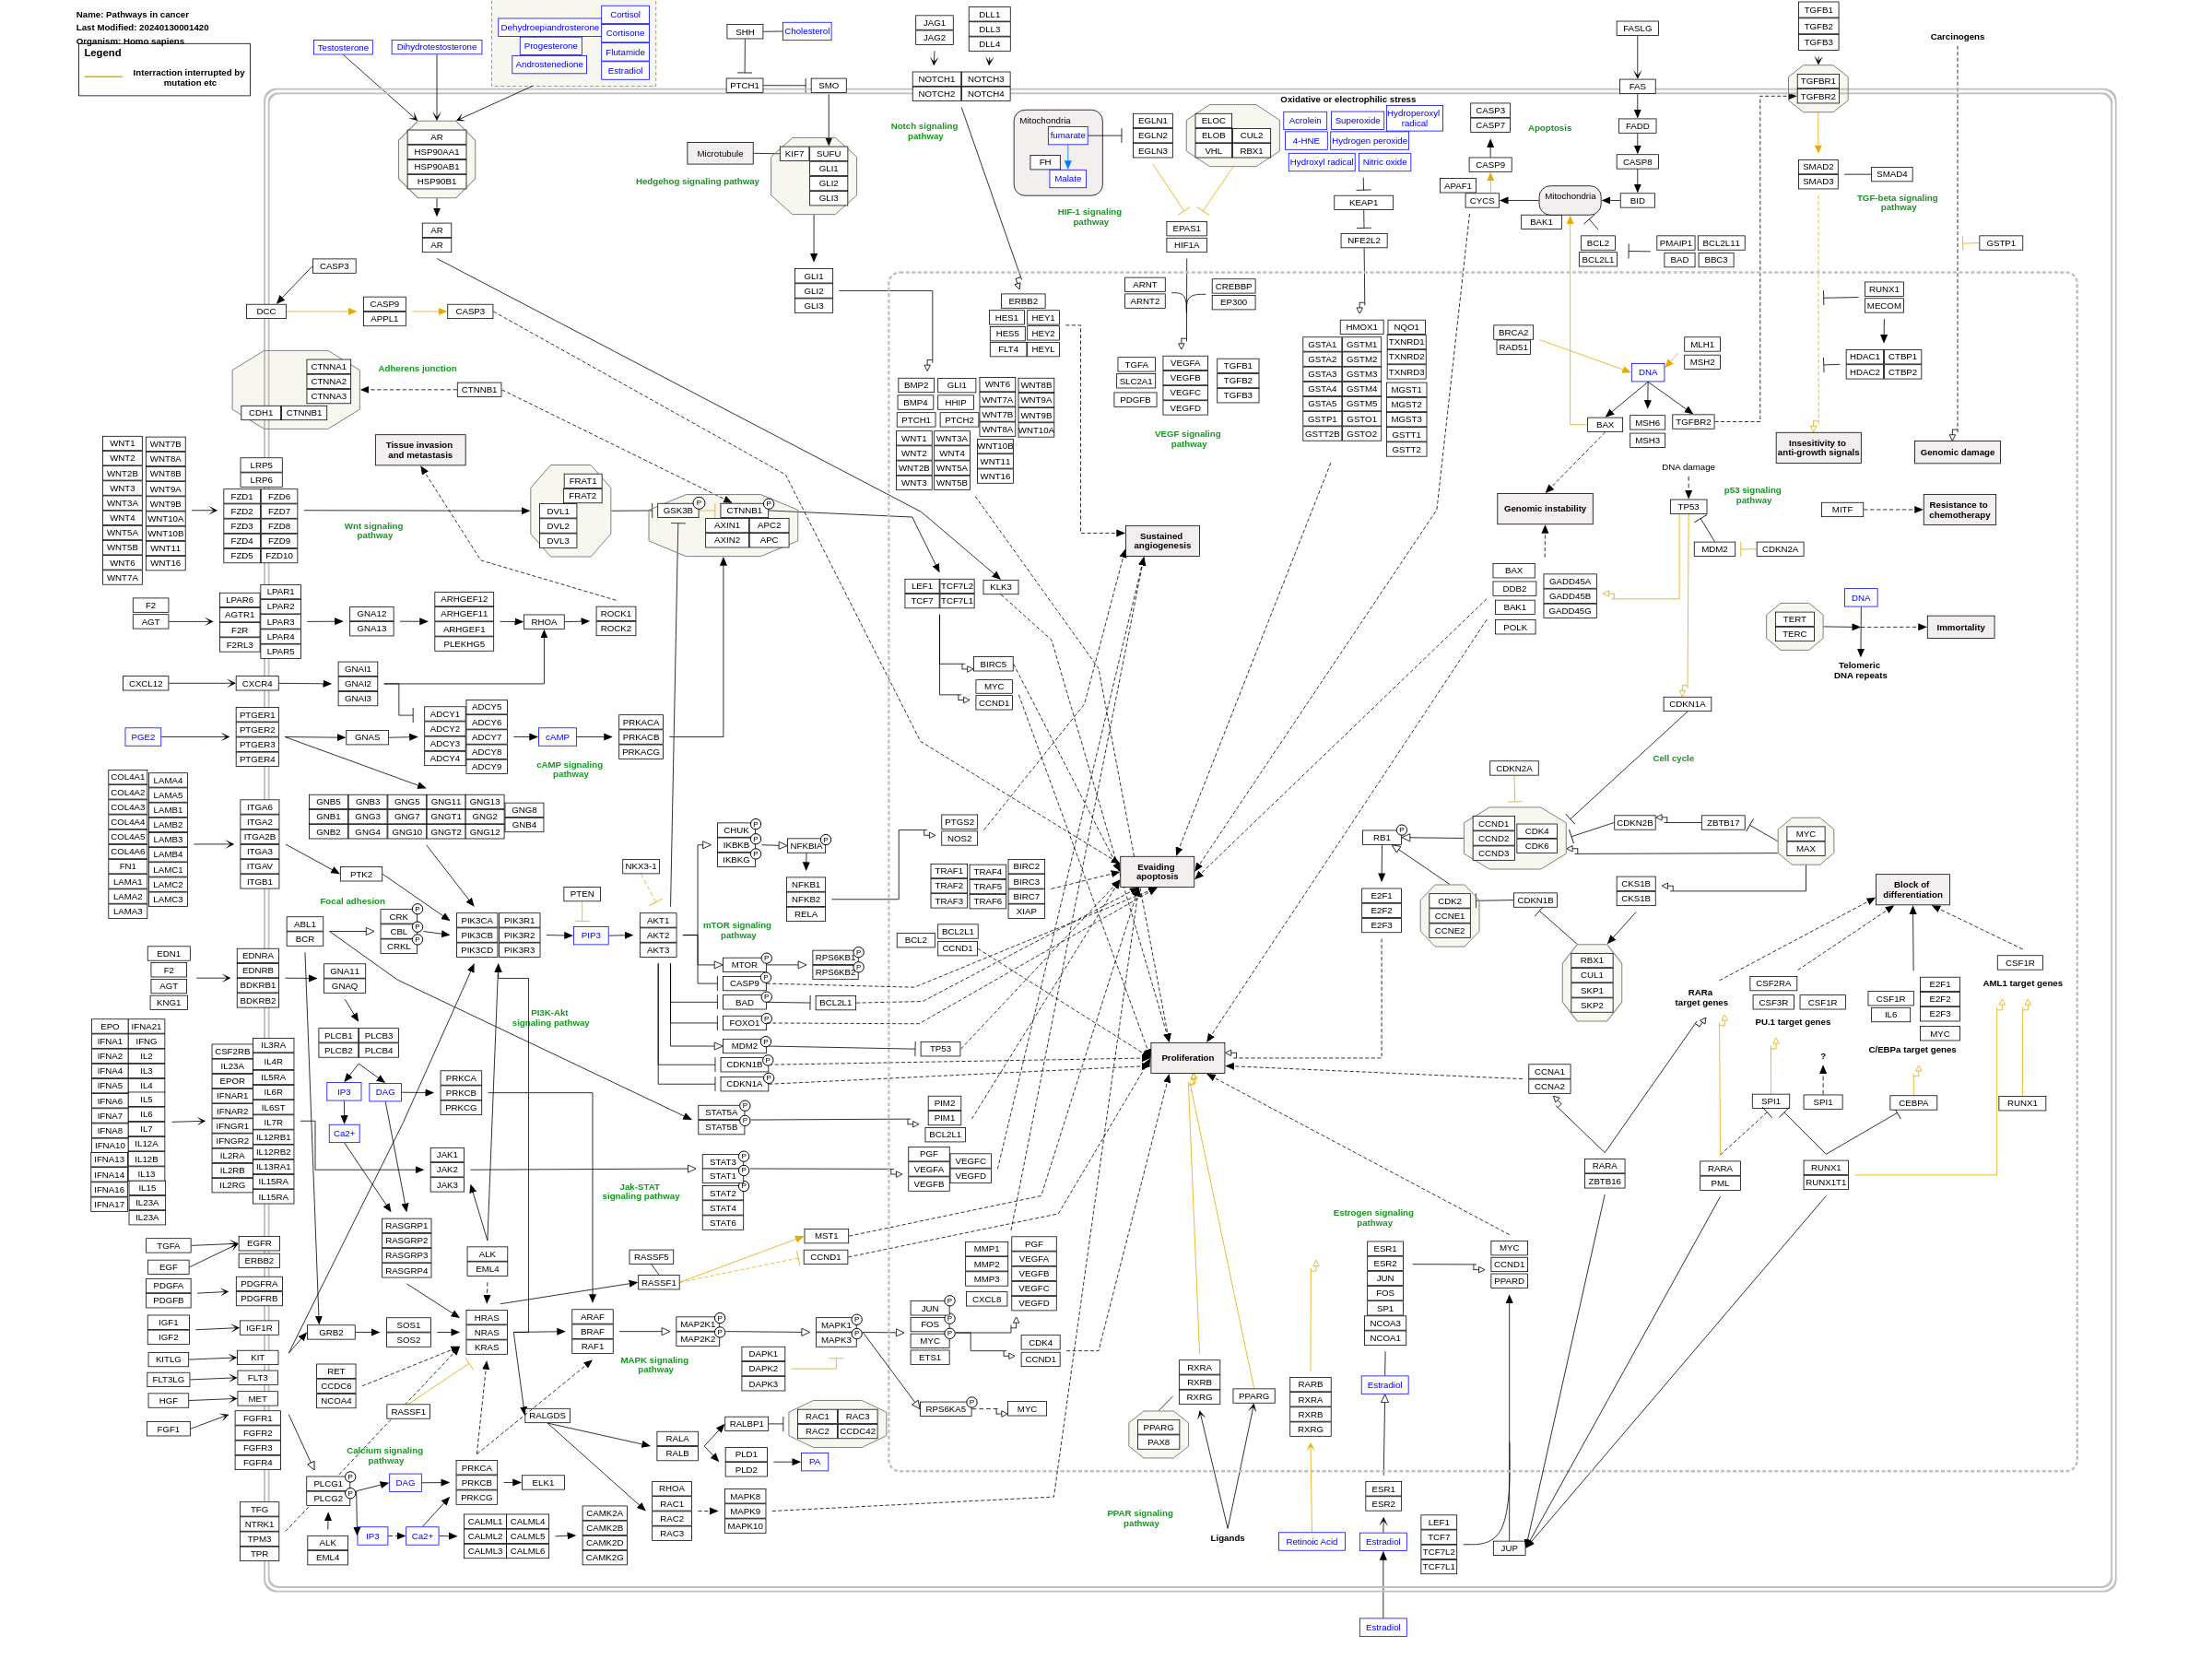 Name: Pathways in cancer
Last Modified: 20240130001420
Organism: Homo sapiens
Legend
Interraction interrupted by
mutation etc
Testosterone
Dihydrotestosterone
Dehydroepiandrosterone
Progesterone
Androstenedione
Cortisol
Cortisone
Flutamide
Estradiol
SHH
Cholesterol
PTCH1
SMO
JAG1
JAG2
DLL1
DLL3
DLL4
NOTCH1
NOTCH3
NOTCH2
NOTCH4
Notch signaling
pathway
FASLG
FAS
FADD
CASP8
BID
TGFB1
TGFB2
TGFB3
TGFBR1
TGFBR2
Carcinogens
AR
HSP90AA1
HSP90AB1
HSP90B1
AR
AR
Microtubule
KIF7
SUFU
GLI1
GLI2
GLI3
Hedgehog signaling pathway
GLI1
GLI2
GLI3
Mitochondria
fumarate
FH
Malate
EGLN1
EGLN2
EGLN3
ELOC
ELOB
VHL
CUL2
RBX1
HIF-1 signaling
pathway
EPAS1
HIF1A
Oxidative or electrophilic stress
Acrolein
Superoxide
Hydroperoxyl
radical
4-HNE
Hydrogen peroxide
Hydroxyl radical
Nitric oxide
KEAP1
NFE2L2
CASP3
CASP7
Apoptosis
CASP9
APAF1
CYCS
Mitochondria
BAK1
BCL2
BCL2L1
PMAIP1
BCL2L11
BAD
BBC3
SMAD2
SMAD3
SMAD4
TGF-beta signaling
pathway
GSTP1
CASP3
DCC
CASP9
APPL1
CASP3
CTNNA1
CTNNA2
CTNNA3
CDH1
CTNNB1
Adherens junction
CTNNB1
ERBB2
HES1
HEY1
HES5
HEY2
FLT4
HEYL
ARNT
ARNT2
CREBBP
EP300
TGFA
SLC2A1
PDGFB
VEGFA
VEGFB
VEGFC
VEGFD
TGFB1
TGFB2
TGFB3
VEGF signaling
pathway
HMOX1
GSTA1
GSTM1
GSTA2
GSTM2
GSTA3
GSTM3
GSTA4
GSTM4
GSTA5
GSTM5
GSTP1
GSTO1
GSTT2B
GSTO2
NQO1
TXNRD1
TXNRD2
TXNRD3
MGST1
MGST2
MGST3
GSTT1
GSTT2
BRCA2
RAD51
MLH1
MSH2
DNA
BAX
MSH6
MSH3
TGFBR2
RUNX1
MECOM
HDAC1
CTBP1
HDAC2
CTBP2
Insesitivity to
anti-growth signals
Genomic damage
BMP2
BMP4
PTCH1
GLI1
HHIP
PTCH2
WNT6
WNT7A
WNT7B
WNT8A
WNT8B
WNT9A
WNT9B
WNT10A
WNT1
WNT3A
WNT2
WNT4
WNT2B
WNT5A
WNT3
WNT5B
WNT10B
WNT11
WNT16
WNT1
WNT2
WNT2B
WNT3
WNT3A
WNT4
WNT5A
WNT5B
WNT6
WNT7A
WNT7B
WNT8A
WNT8B
WNT9A
WNT9B
WNT10A
WNT10B
WNT11
WNT16
LRP5
LRP6
FZD1
FZD6
FZD2
FZD7
FZD3
FZD8
FZD4
FZD9
FZD5
FZD10
Tissue invasion
and metastasis
Wnt signaling
pathway
FRAT1
FRAT2
DVL1
DVL2
DVL3
GSK3B
P
CTNNB1
P
AXIN1
APC2
AXIN2
APC
Sustained
angiogenesis
Genomic instability
DNA damage
TP53
p53 signaling
pathway
MDM2
CDKN2A
MITF
Resistance to
chemotherapy
LEF1
TCF7L2
TCF7
TCF7L1
KLK3
BAX
DDB2
BAK1
POLK
GADD45A
GADD45B
GADD45G
DNA
TERT
TERC
Immortality
Telomeric
DNA repeats
F2
AGT
LPAR6
AGTR1
F2R
F2RL3
LPAR1
LPAR2
LPAR3
LPAR4
LPAR5
GNA12
GNA13
ARHGEF12
ARHGEF11
ARHGEF1
PLEKHG5
RHOA
ROCK1
ROCK2
CXCL12
CXCR4
GNAI1
GNAI2
GNAI3
BIRC5
MYC
CCND1
CDKN1A
Cell cycle
PGE2
PTGER1
PTGER2
PTGER3
PTGER4
GNAS
ADCY1
ADCY2
ADCY3
ADCY4
ADCY5
ADCY6
ADCY7
ADCY8
ADCY9
cAMP
PRKACA
PRKACB
PRKACG
cAMP signaling
pathway
COL4A1
COL4A2
COL4A3
COL4A4
COL4A5
COL4A6
FN1
LAMA1
LAMA2
LAMA3
LAMA4
LAMA5
LAMB1
LAMB2
LAMB3
LAMB4
LAMC1
LAMC2
LAMC3
ITGA6
ITGA2
ITGA2B
ITGA3
ITGAV
ITGB1
GNB5
GNB3
GNG5
GNG11
GNG13
GNB1
GNG3
GNG7
GNGT1
GNG2
GNB2
GNG4
GNG10
GNGT2
GNG12
GNG8
GNB4
PTK2
Focal adhesion
NKX3-1
CHUK
P
IKBKB
P
IKBKG
P
NFKBIA
P
NFKB1
NFKB2
RELA
PTGS2
NOS2
TRAF1
TRAF2
TRAF3
TRAF4
TRAF5
TRAF6
BIRC2
BIRC3
BIRC7
XIAP
Evaiding
apoptosis
CDKN2A
CCND1
CCND2
CCND3
CDK4
CDK6
RB1
P
CDKN2B
ZBTB17
MYC
MAX
E2F1
E2F2
E2F3
CDK2
CCNE1
CCNE2
CDKN1B
CKS1B
CKS1B
Block of
differentiation
ABL1
BCR
CRK
P
CBL
P
CRKL
P
PIK3CA
PIK3R1
PIK3CB
PIK3R2
PIK3CD
PIK3R3
PTEN
PIP3
AKT1
AKT2
AKT3
mTOR signaling
pathway
MTOR
P
RPS6KB1
P
RPS6KB2
P
CASP9
P
BAD
P
BCL2L1
FOXO1
P
MDM2
P
TP53
CDKN1B
P
CDKN1A
P
BCL2
BCL2L1
CCND1
RBX1
CUL1
SKP1
SKP2
EDN1
F2
AGT
KNG1
EDNRA
EDNRB
BDKRB1
BDKRB2
GNA11
GNAQ
PLCB1
PLCB3
PLCB2
PLCB4
PI3K-Akt
signaling pathway
RARa
target genes
CSF2RA
CSF3R
CSF1R
PU.1 target genes
CSF1R
IL6
E2F1
E2F2
E2F3
MYC
C/EBPa target genes
CSF1R
AML1 target genes
Proliferation
EPO
IFNA1
IFNA2
IFNA4
IFNA5
IFNA6
IFNA7
IFNA8
IFNA10
IFNA13
IFNA14
IFNA16
IFNA17
IFNA21
IFNG
IL2
IL3
IL4
IL5
IL6
IL7
IL12A
IL12B
IL13
IL15
IL23A
IL23A
CSF2RB
IL23A
EPOR
IFNAR1
IFNAR2
IFNGR1
IFNGR2
IL2RA
IL2RB
IL2RG
IL3RA
IL4R
IL5RA
IL6R
IL6ST
IL7R
IL12RB1
IL12RB2
IL13RA1
IL15RA
IL15RA
IP3
DAG
Ca2+
PRKCA
PRKCB
PRKCG
JAK1
JAK2
JAK3
STAT5A
P
STAT5B
P
STAT3
P
STAT1
P
STAT2
P
STAT4
STAT6
Jak-STAT
signaling pathway
PIM2
PIM1
BCL2L1
PGF
VEGFA
VEGFB
VEGFC
VEGFD
CCNA1
CCNA2
SPI1
?
SPI1
CEBPA
RUNX1
RARA
ZBTB16
RARA
PML
RUNX1
RUNX1T1
RASGRP1
RASGRP2
RASGRP3
RASGRP4
ALK
EML4
TGFA
EGF
EGFR
ERBB2
PDGFA
PDGFB
PDGFRA
PDGFRB
IGF1
IGF2
IGF1R
KITLG
KIT
FLT3LG
FLT3
HGF
MET
FGF1
FGFR1
FGFR2
FGFR3
FGFR4
RASSF5
RASSF1
MST1
CCND1
GRB2
SOS1
SOS2
HRAS
NRAS
KRAS
ARAF
BRAF
RAF1
MAPK signaling
pathway
MAP2K1
P
MAP2K2
P
MAPK1
P
MAPK3
P
DAPK1
DAPK2
DAPK3
JUN
P
FOS
P
MYC
P
ETS1
MMP1
MMP2
MMP3
CXCL8
PGF
VEGFA
VEGFB
VEGFC
VEGFD
CDK4
CCND1
RPS6KA5
P
MYC
Estrogen signaling
pathway
ESR1
ESR2
JUN
FOS
SP1
NCOA3
NCOA1
MYC
CCND1
PPARD
Estradiol
RET
CCDC6
NCOA4
RASSF1
RALGDS
RALA
RALB
RALBP1
RAC1
RAC3
RAC2
CCDC42
PLD1
PLD2
PA
RXRA
RXRB
RXRG
PPARG
PPARG
PAX8
RARB
RXRA
RXRB
RXRG
Calcium signaling
pathway
PLCG1
P
PLCG2
P
DAG
PRKCA
PRKCB
PRKCG
ELK1
IP3
Ca2+
CALML1
CALML4
CALML2
CALML5
CALML3
CALML6
CAMK2A
CAMK2B
CAMK2D
CAMK2G
RHOA
RAC1
RAC2
RAC3
MAPK8
MAPK9
MAPK10
TFG
NTRK1
TPM3
TPR
ALK
EML4
PPAR signaling
pathway
Ligands
Retinoic Acid
ESR1
ESR2
Estradiol
LEF1
TCF7
TCF7L2
TCF7L1
JUP
Estradiol